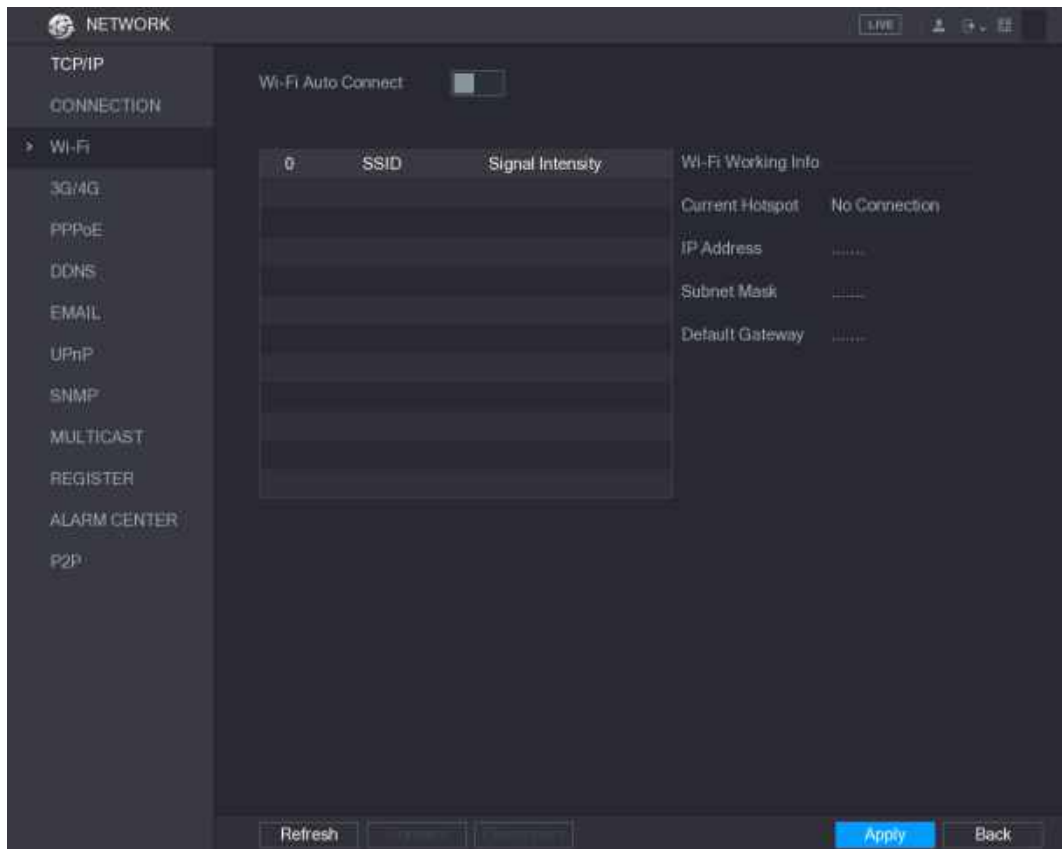 NETWORK
LIVE
TCP/IP
CONNECTION
Wi-Fi
3G/4G
PPPoE
DDNS
EMAIL
UPnP
SNMP
MULTICAST
REGISTER
ALARM CENTER
P2P
Wi-Fi Auto Connect
0 SSID Signal Intensity
Wi-Fi Working Info
Current Hotspot No Connection
IP Address .......
Subnet Mask .......
Default Gateway .......
Refresh
Apply
Back